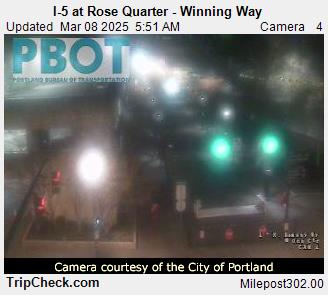 I-5 at Rose Quarter - Winning Way
Updated Mar 08 2025 5:51 AM Camera 4
PBOT
PORTLAND BUREAU OF TRANSPORTATION
Camera courtesy of the City of Portland
TripCheck.com Milepost302.00